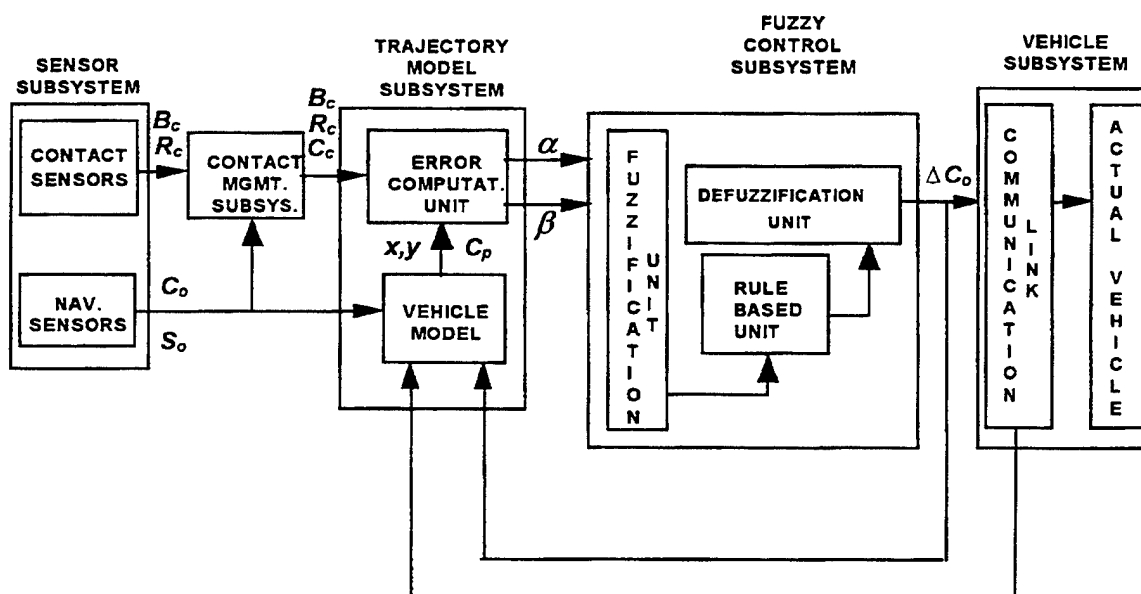 SENSOR
SUBSYSTEM
TRAJECTORY
MODEL
SUBSYSTEM
FUZZY
CONTROL
SUBSYSTEM
VEHICLE
SUBSYSTEM
CONTACT
SENSORS
Bc
Rc
CONTACT
MGMT.
SUBSYS.
Bc
Rc
Cc
ERROR
COMPUTAT.
UNIT
α
β
x,y
Cp
NAV.
SENSORS
Co
So
VEHICLE
MODEL
FUZZIFICATION
UNIT
DEFUZZIFICATION
UNIT
RULE
BASED
UNIT
ΔCo
COMMUNICATION
LINK
ACTUAL VEHICLE